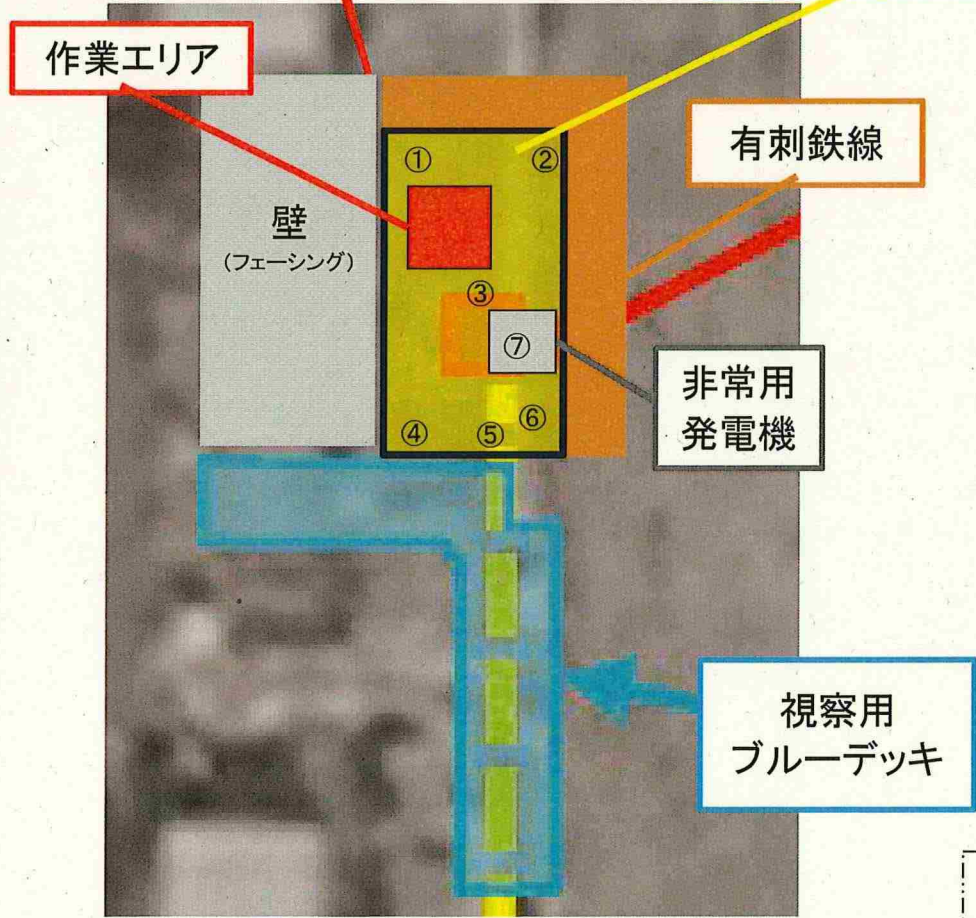 作業エリア
①
②
有刺鉄線
壁
(フェーシング)
③
⑦
非常用
発電機
④
⑤
⑥
視察用
ブルーデッキ